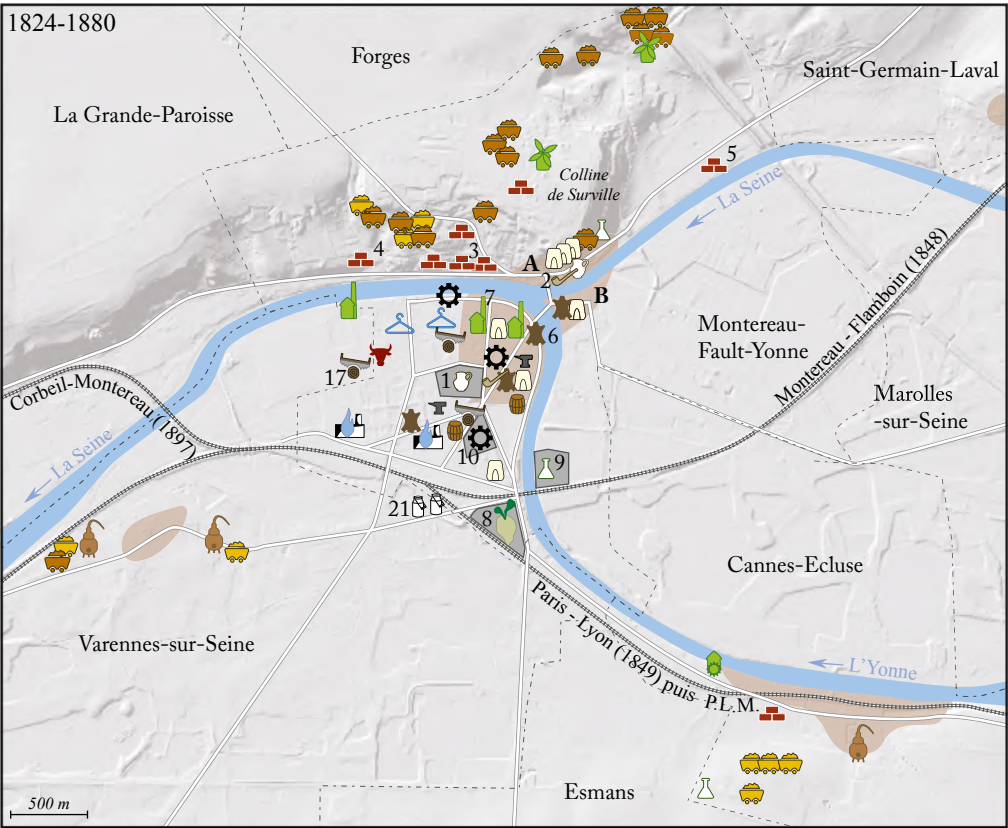 1824-1880
Forges
Saint-Germain-Laval
La Grande-Paroisse
5
Colline
de Surville
La Seine
4
3
A
2
B
7
6
Montereau-
Fault-Yonne
Montereau - Flamboin (1848)
17
1
Marolles
-sur-Seine
Corbeil-Montereau (1897)
10
9
La Seine
21
8
Cannes-Ecluse
Varennes-sur-Seine
Paris - Lyon (1849) puis P.L.M.
L'Yonne
Esmans
500 m